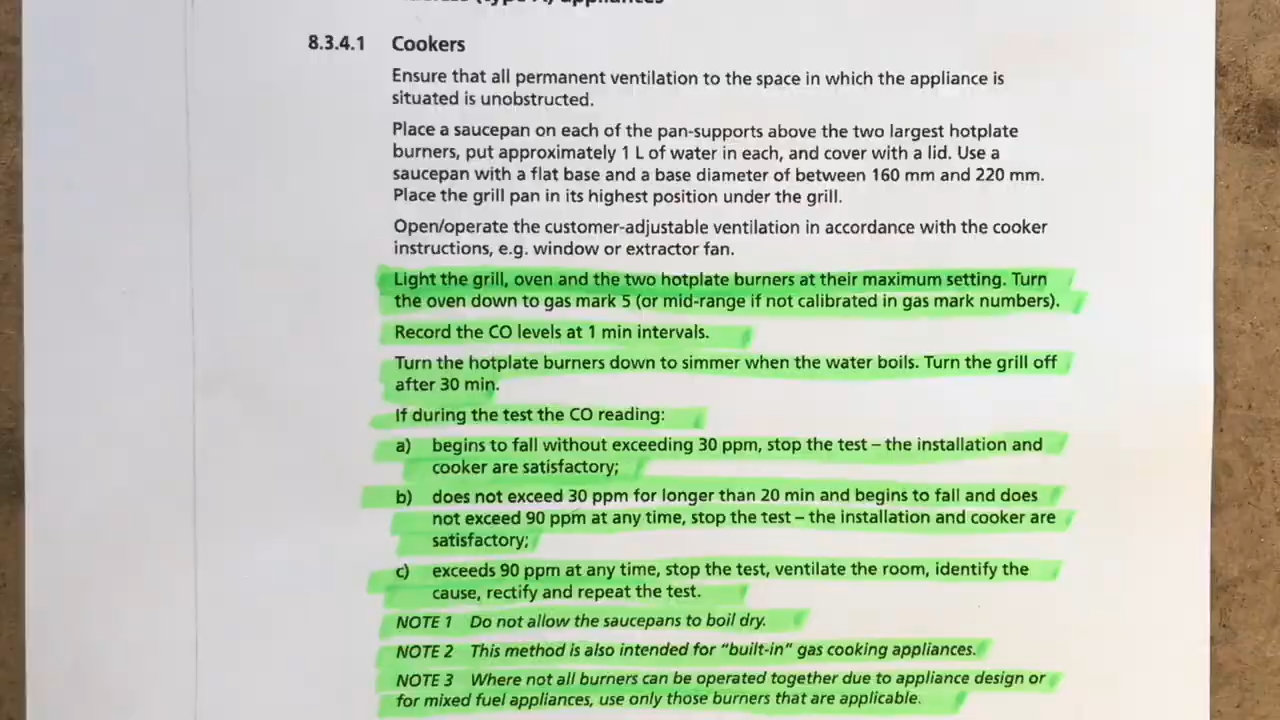 (type A) appliances
8.3.4.1 Cookers
Ensure that all permanent ventilation to the space in which the appliance is
situated is unobstructed.
Place a saucepan on each of the pan-supports above the two largest hotplate
burners, put approximately 1 L of water in each, and cover with a lid. Use a
saucepan with a flat base and a base diameter of between 160 mm and 220 mm.
Place the grill pan in its highest position under the grill.
Open/operate the customer-adjustable ventilation in accordance with the cooker
instructions, e.g. window or extractor fan.
Light the grill, oven and the two hotplate burners at their maximum setting. Turn
the oven down to gas mark 5 (or mid-range if not calibrated in gas mark numbers).
Record the CO levels at 1 min intervals.
Turn the hotplate burners down to simmer when the water boils. Turn the grill off
after 30 min.
If during the test the CO reading:
a) begins to fall without exceeding 30 ppm, stop the test – the installation and
cooker are satisfactory;
b) does not exceed 30 ppm for longer than 20 min and begins to fall and does
not exceed 90 ppm at any time, stop the test – the installation and cooker are
satisfactory;
c) exceeds 90 ppm at any time, stop the test, ventilate the room, identify the
cause, rectify and repeat the test.
NOTE 1 Do not allow the saucepans to boil dry.
NOTE 2 This method is also intended for “built-in” gas cooking appliances.
NOTE 3 Where not all burners can be operated together due to appliance design or
for mixed fuel appliances, use only those burners that are applicable.